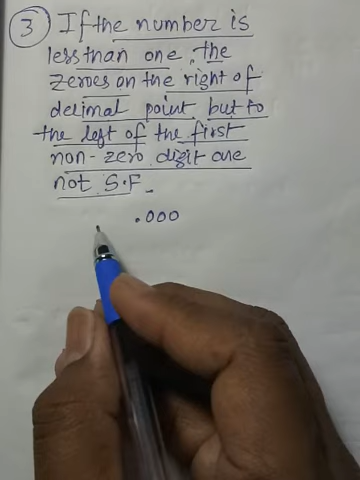 ③ If the number is
less than one, the
zeroes on the right of
decimal point but to
the left of the first
non-zero digit are
not S.F.
.000